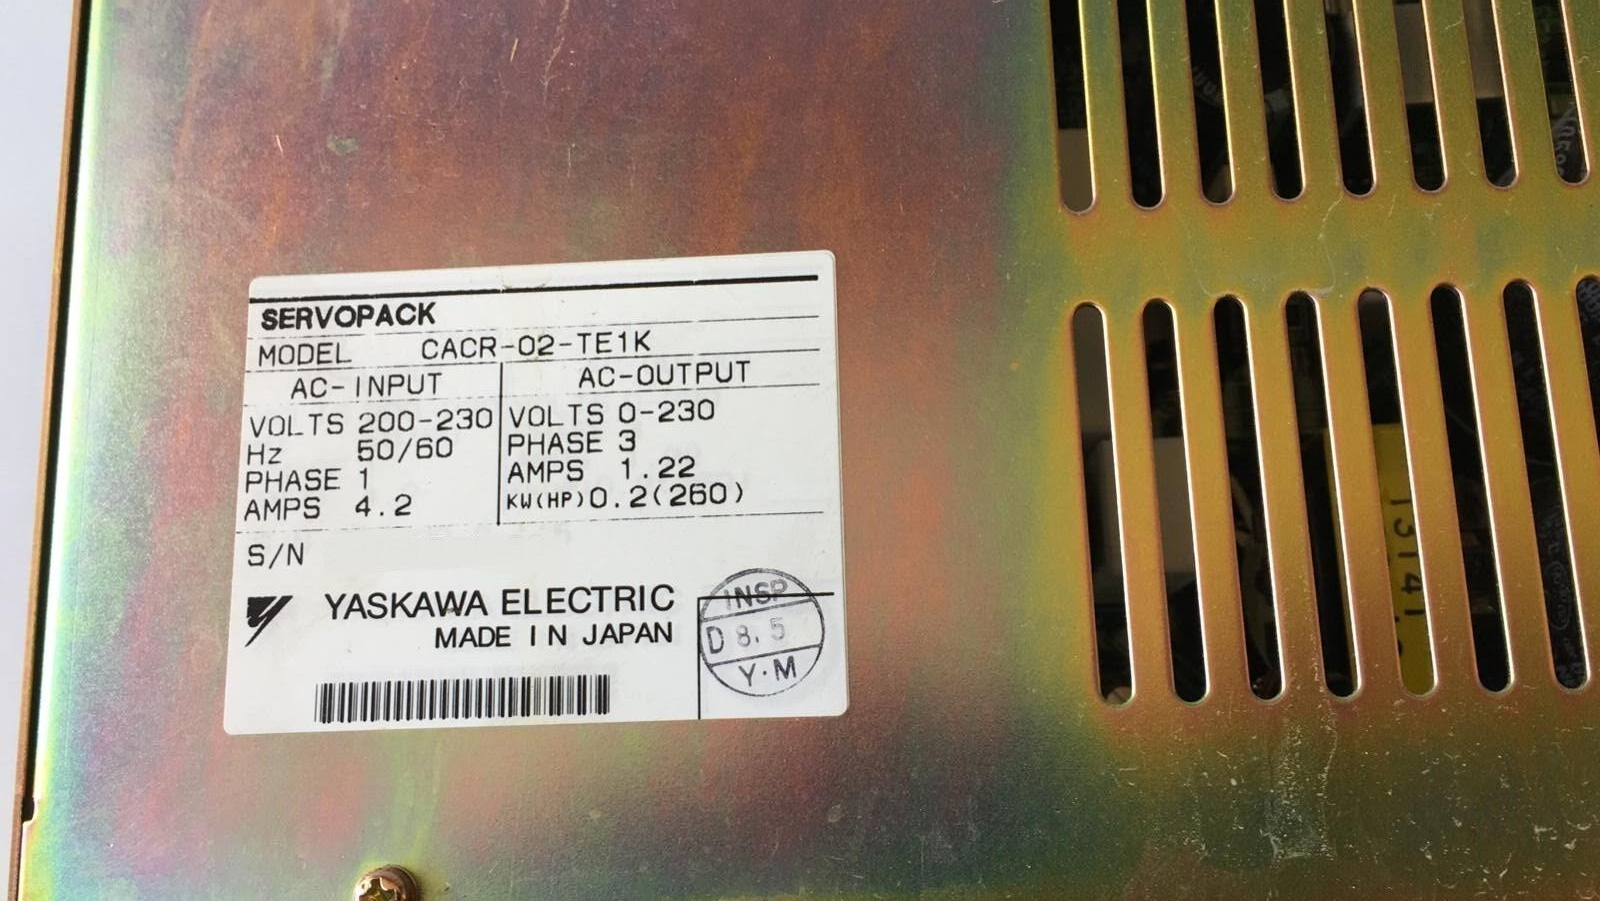 SERVOPACK
MODEL CACR-02-TE1K
AC-INPUT AC-OUTPUT
VOLTS 200-230 VOLTS 0-230
Hz 50/60 PHASE 3
PHASE 1 AMPS 1.22
AMPS 4.2 KW(HP)0.2(260)
S/N
YASKAWA ELECTRIC
MADE IN JAPAN
INSP
D 8.5
Y·M
13141